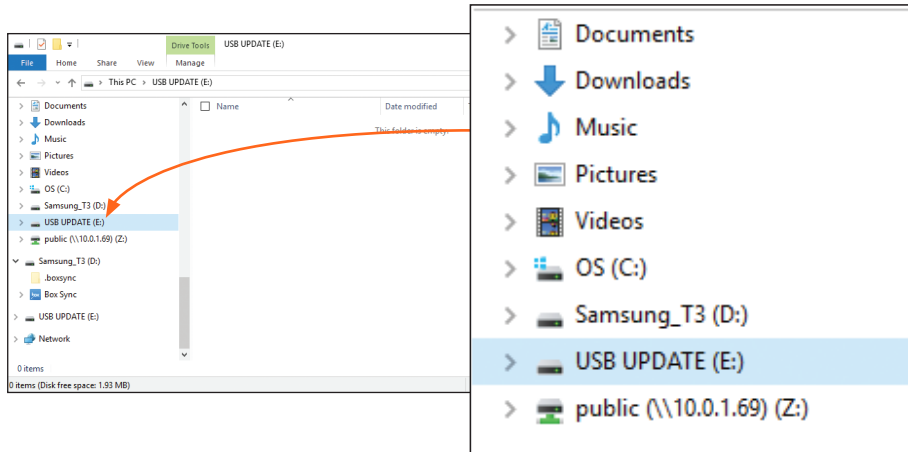 Drive Tools USB UPDATE (E:)
File Home Share View Manage
This PC > USB UPDATE (E:)
Name Date modified
This folder is empty.
Documents
Downloads
Music
Pictures
Videos
OS (C:)
Samsung_T3 (D:)
USB UPDATE (E:)
public (\\10.0.1.69) (Z:)
Samsung_T3 (D:)
.boxsync
Box Sync
USB UPDATE (E:)
Network
0 items
0 items (Disk free space: 1.93 MB)
Documents
Downloads
Music
Pictures
Videos
OS (C:)
Samsung_T3 (D:)
USB UPDATE (E:)
public (\\10.0.1.69) (Z:)